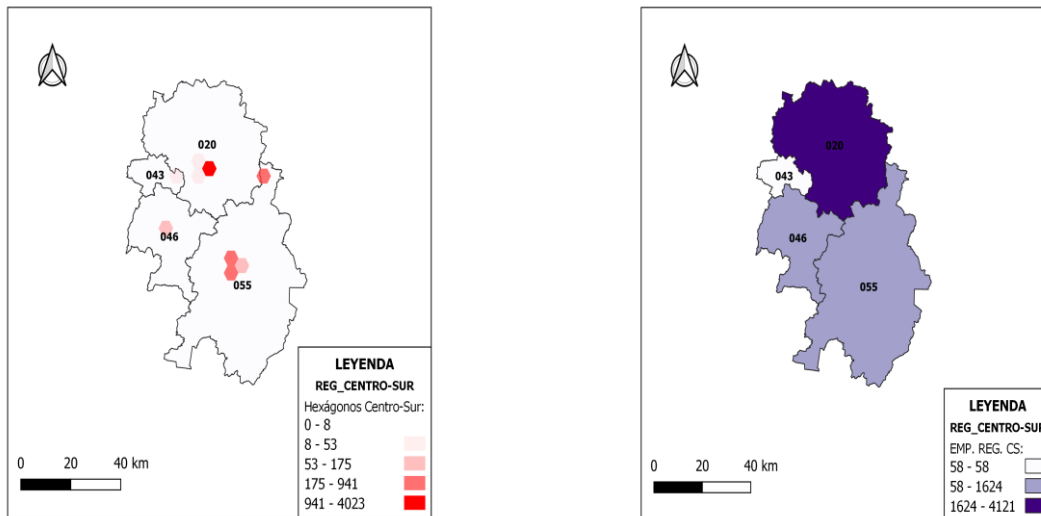 020
043
046
055
LEYENDA
REG_CENTRO-SUR
Hexágonos Centro-Sur:
0 - 8
8 - 53
53 - 175
175 - 941
941 - 4023
0 20 40 km
020
043
046
055
LEYENDA
REG_CENTRO-SUR
EMP. REG. CS:
58 - 58
58 - 1624
1624 - 4121
0 20 40 km